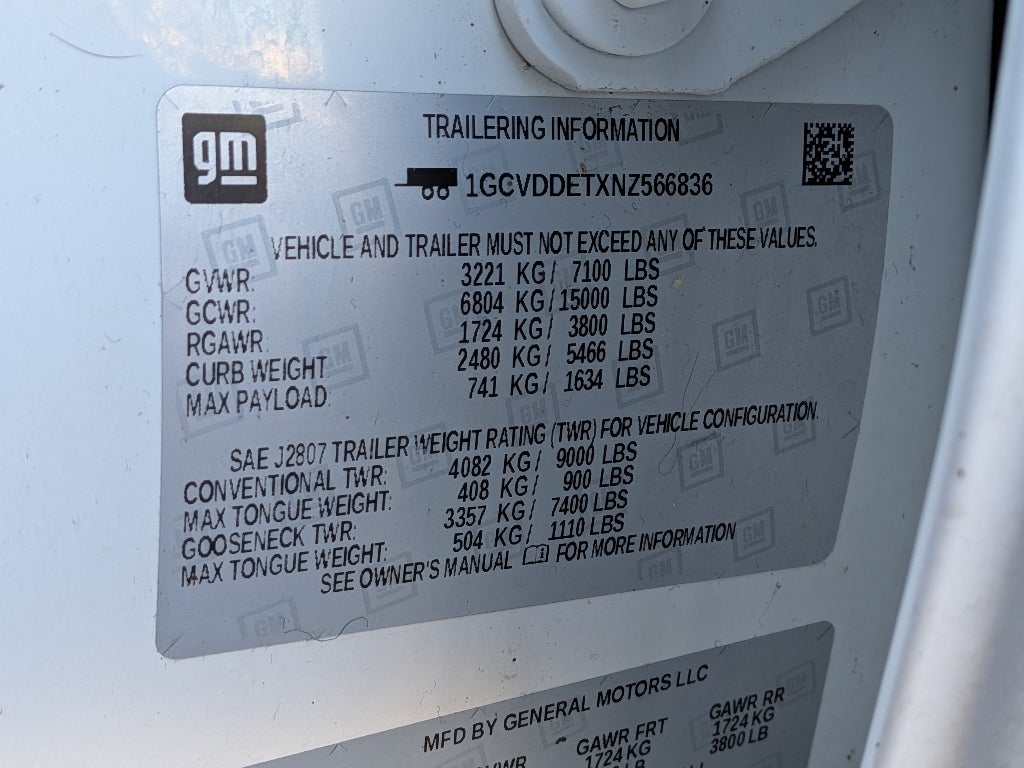 gm
TRAILERING INFORMATION
1GCVDDETXNZ566836
VEHICLE AND TRAILER MUST NOT EXCEED ANY OF THESE VALUES.
GVWR: 3221 KG/ 7100 LBS
GCWR: 6804 KG/15000 LBS
RGAWR: 1724 KG/ 3800 LBS
CURB WEIGHT 2480 KG/ 5466 LBS
MAX PAYLOAD: 741 KG/ 1634 LBS
SAE J2807 TRAILER WEIGHT RATING (TWR) FOR VEHICLE CONFIGURATION.
CONVENTIONAL TWR: 4082 KG/ 9000 LBS
MAX TONGUE WEIGHT: 408 KG/ 900 LBS
GOOSENECK TWR: 3357 KG/ 7400 LBS
MAX TONGUE WEIGHT: 504 KG/ 1110 LBS
SEE OWNER'S MANUAL FOR MORE INFORMATION
MFD BY GENERAL MOTORS LLC
GVWR GAWR FRT GAWR RR
1724 KG 1724 KG
3800 LB